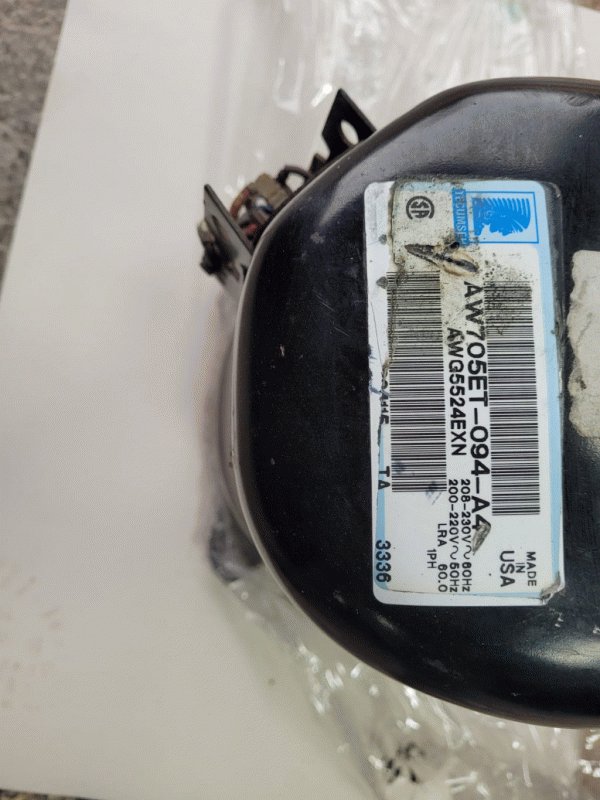 TECUMSEH
AW705ET-094-A4
AWG5524EXN
208-230V~60Hz
200-220V~50Hz
LRA 60.0
1PH
MADE
IN
USA
TA 3336